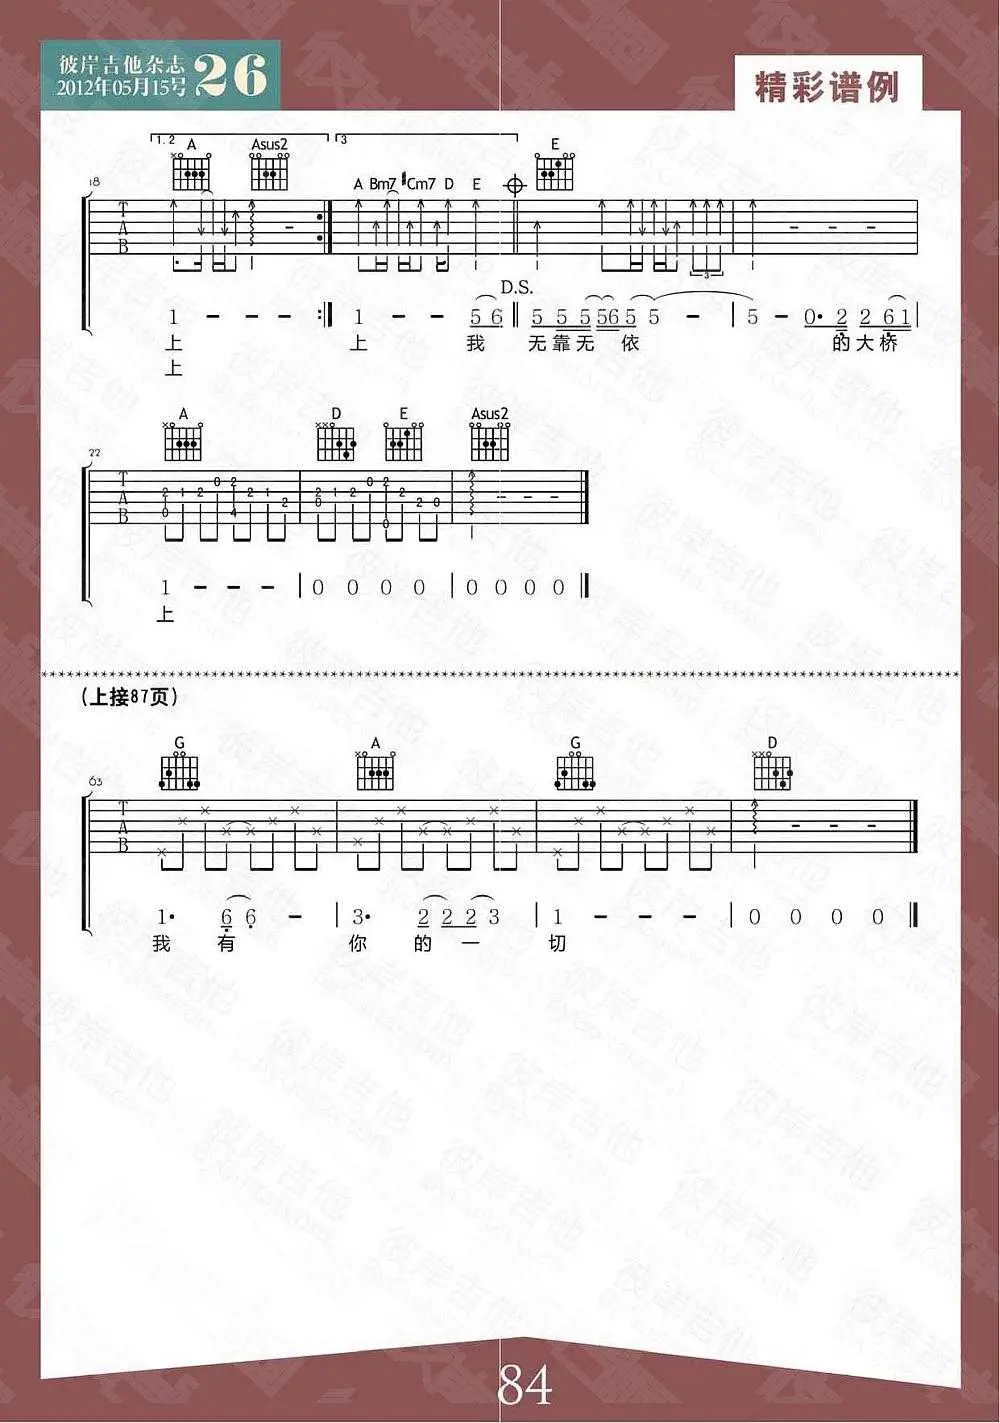 彼岸吉他杂志
2012年05月15号 26
精彩谱例
1.2 A Asus2 3 E
18 A Bm7 #Cm7 D E
T
A
B
3
D.S.
1 - - - :|| 1 - - 5 6 || 5 5 5 5 6 5 5 - | 5 - 0· 2 2 6 1
上 上 我 无 靠 无 依 的 大 桥
上
A D E Asus2
22
T
A
B
2 0 1 2 0 2 4 2 1 2 2 0 1 2 0 2 0 2 2 0 - - -
1 - - - | 0 0 0 0 | 0 0 0 0
上
(上接87页)
G A G D
63
T
A
B
1· 6 6 - | 3· 2 2 2 3 | 1 - - - | 0 0 0 0
我 有 你 的 一 切
84